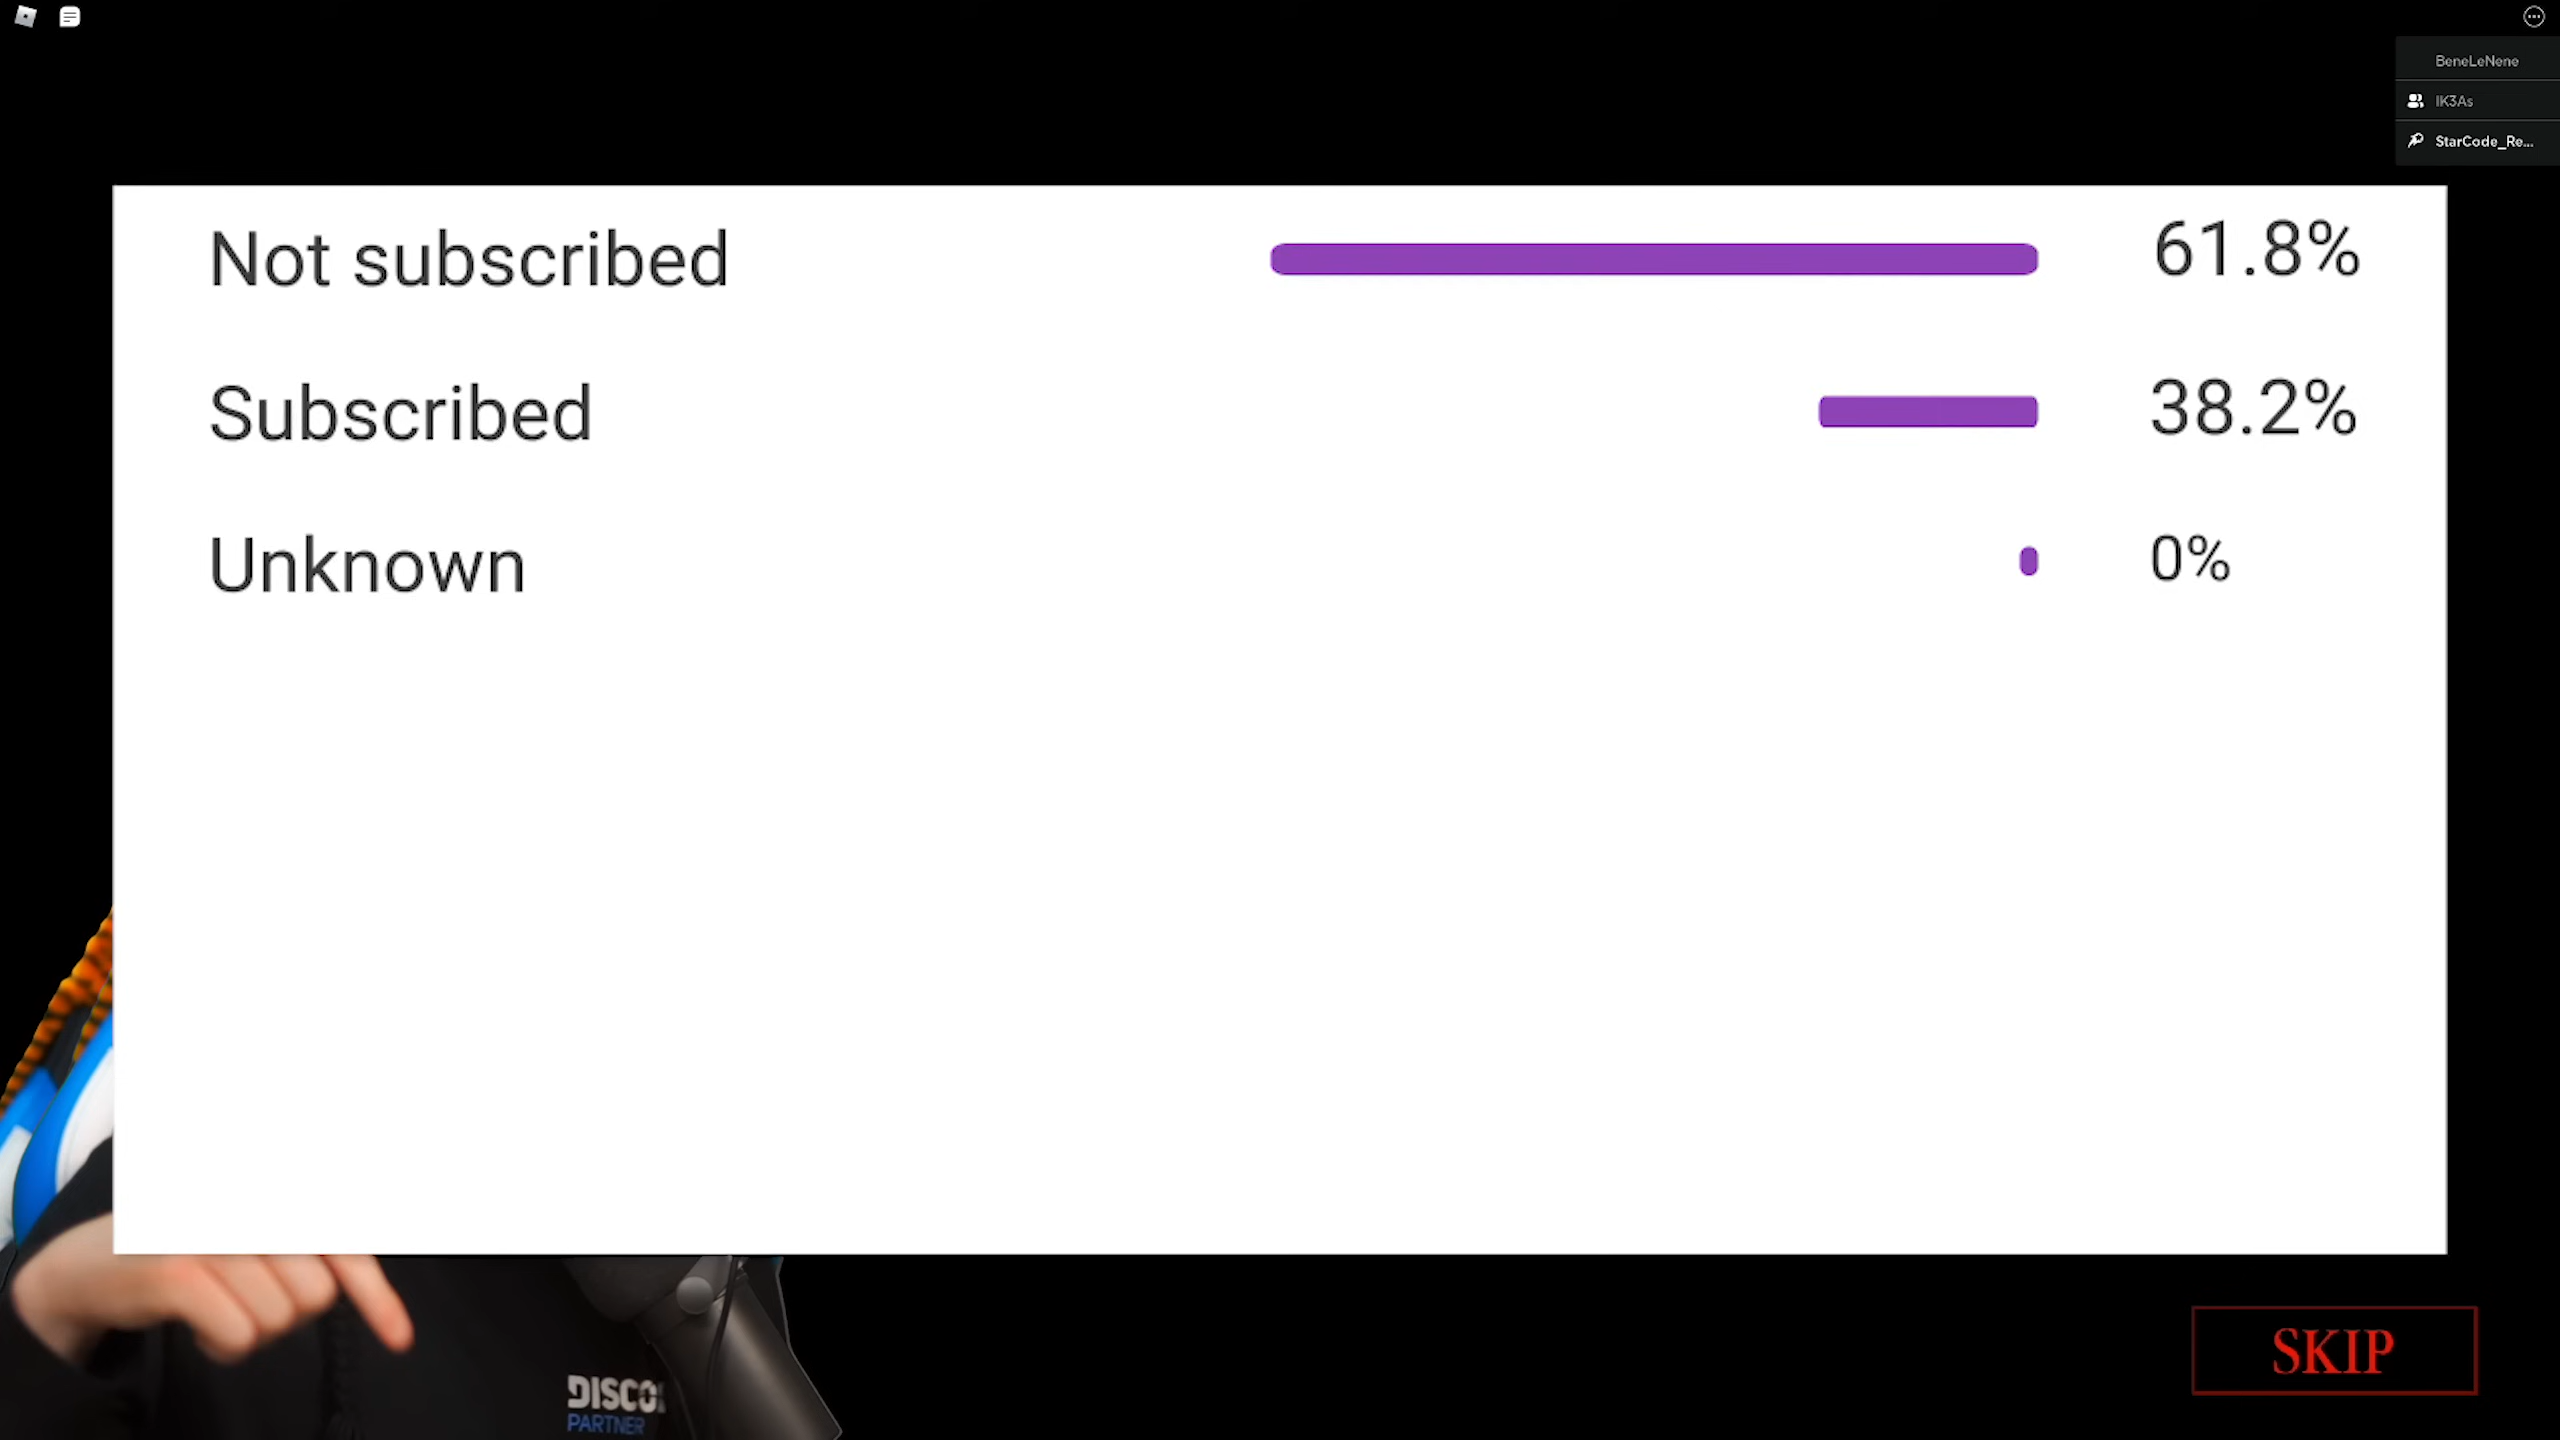 BeneLeNene
IK3As
StarCode_Re...
Not subscribed 61.8%
Subscribed 38.2%
Unknown 0%
DISCO
PARTNER
SKIP